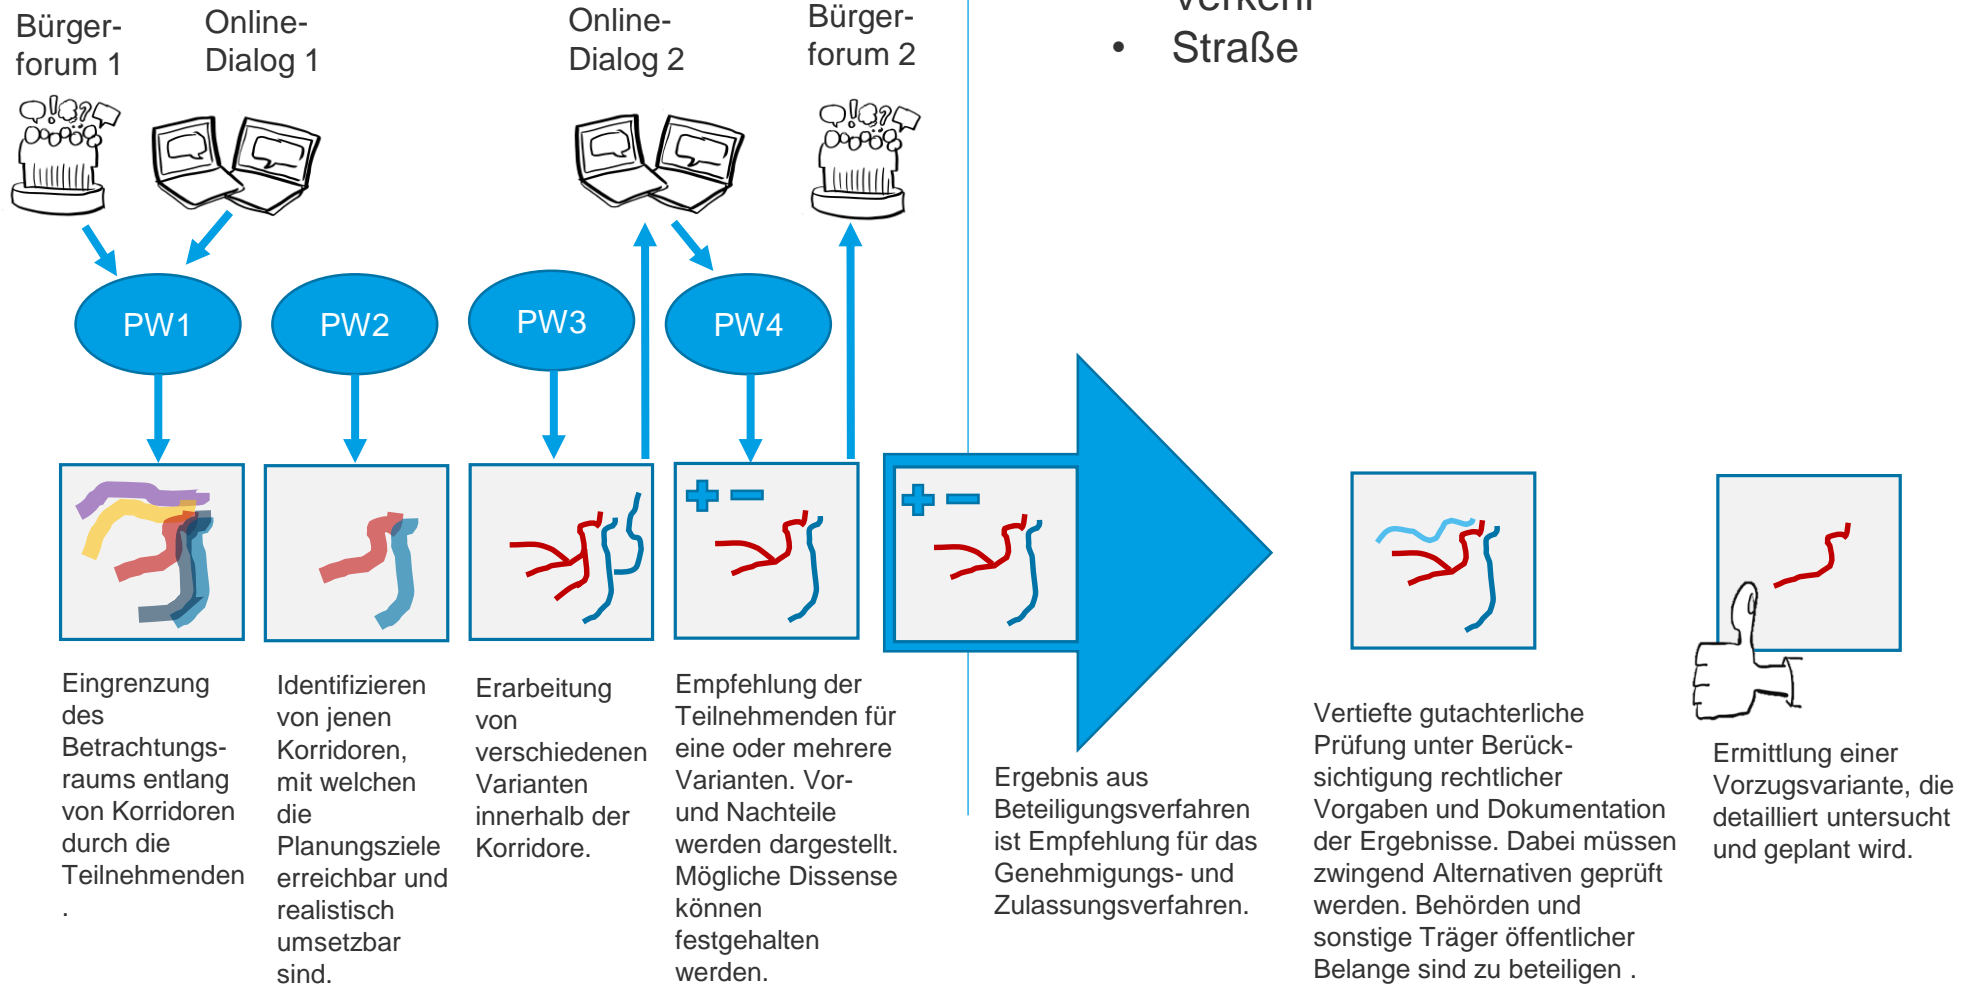 Bürger-
forum 1
Online-
Dialog 1
Online-
Dialog 2
Bürger-
forum 2
Verkehr
• Straße
PW1
PW2
PW3
PW4
Eingrenzung
des
Betrachtungs-
raums entlang
von Korridoren
durch die
Teilnehmenden
.
Identifizieren
von jenen
Korridoren,
mit welchen
die
Planungsziele
erreichbar und
realistisch
umsetzbar
sind.
Erarbeitung
von
verschiedenen
Varianten
innerhalb der
Korridore.
Empfehlung der
Teilnehmenden für
eine oder mehrere
Varianten. Vor-
und Nachteile
werden dargestellt.
Mögliche Dissense
können
festgehalten
werden.
Ergebnis aus
Beteiligungsverfahren
ist Empfehlung für das
Genehmigungs- und
Zulassungsverfahren.
Vertiefte gutachterliche
Prüfung unter Berück-
sichtigung rechtlicher
Vorgaben und Dokumentation
der Ergebnisse. Dabei müssen
zwingend Alternativen geprüft
werden. Behörden und
sonstige Träger öffentlicher
Belange sind zu beteiligen .
Ermittlung einer
Vorzugsvariante, die
detailliert untersucht
und geplant wird.